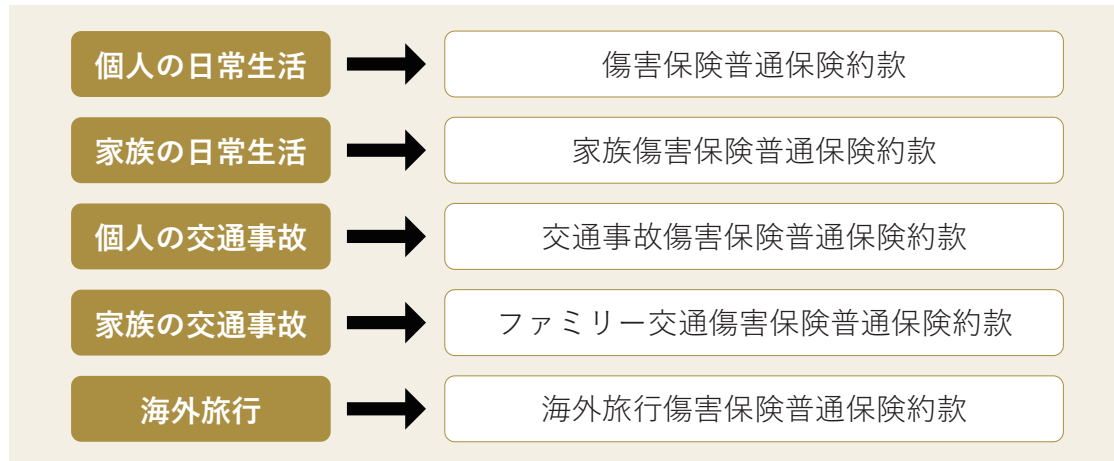 個人の日常生活 傷害保険普通保険約款
家族の日常生活 家族傷害保険普通保険約款
個人の交通事故 交通事故傷害保険普通保険約款
家族の交通事故 ファミリー交通傷害保険普通保険約款
海外旅行 海外旅行傷害保険普通保険約款